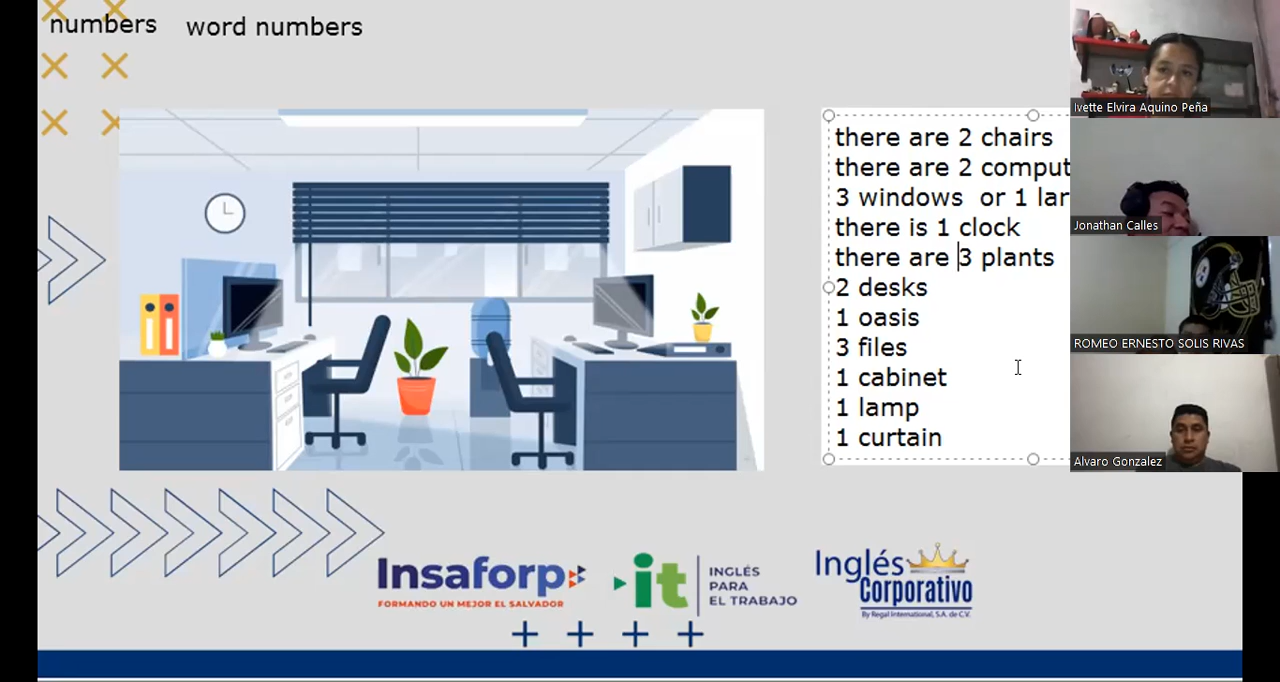 numbers
word numbers
there are 2 chairs
there are 2 comput
3 windows or 1 lar
there is 1 clock
there are 3 plants
2 desks
1 oasis
3 files
1 cabinet
1 lamp
1 curtain
Ivette Elvira Aquino Peña
Jonathan Calles
ROMEO ERNESTO SOLIS RIVAS
Alvaro Gonzalez
Insaforp
FORMANDO UN MEJOR EL SALVADOR
it
INGLÉS
PARA
EL TRABAJO
Inglés
Corporativo
By Regal International, S.A. de C.V.